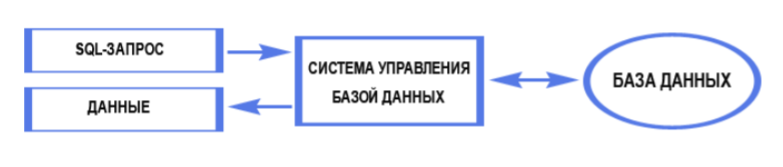 SQL-ЗАПРОС
ДАННЫЕ
СИСТЕМА УПРАВЛЕНИЯ
БАЗОЙ ДАННЫХ
БАЗА ДАННЫХ